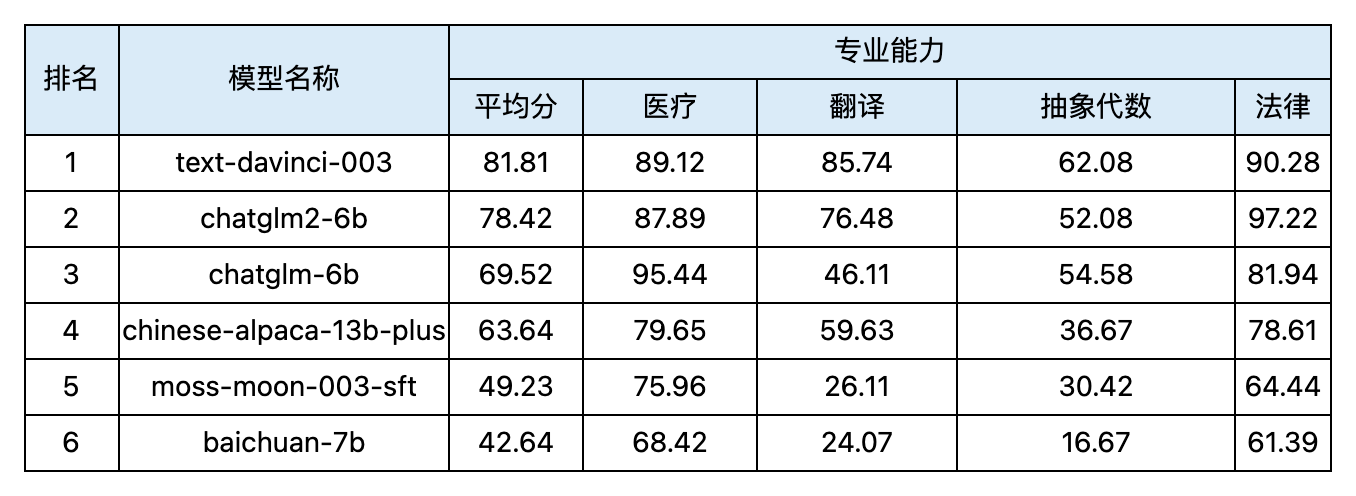 排名 模型名称 专业能力
平均分 医疗 翻译 抽象代数 法律
1 text-davinci-003 81.81 89.12 85.74 62.08 90.28
2 chatglm2-6b 78.42 87.89 76.48 52.08 97.22
3 chatglm-6b 69.52 95.44 46.11 54.58 81.94
4 chinese-alpaca-13b-plus 63.64 79.65 59.63 36.67 78.61
5 moss-moon-003-sft 49.23 75.96 26.11 30.42 64.44
6 baichuan-7b 42.64 68.42 24.07 16.67 61.39